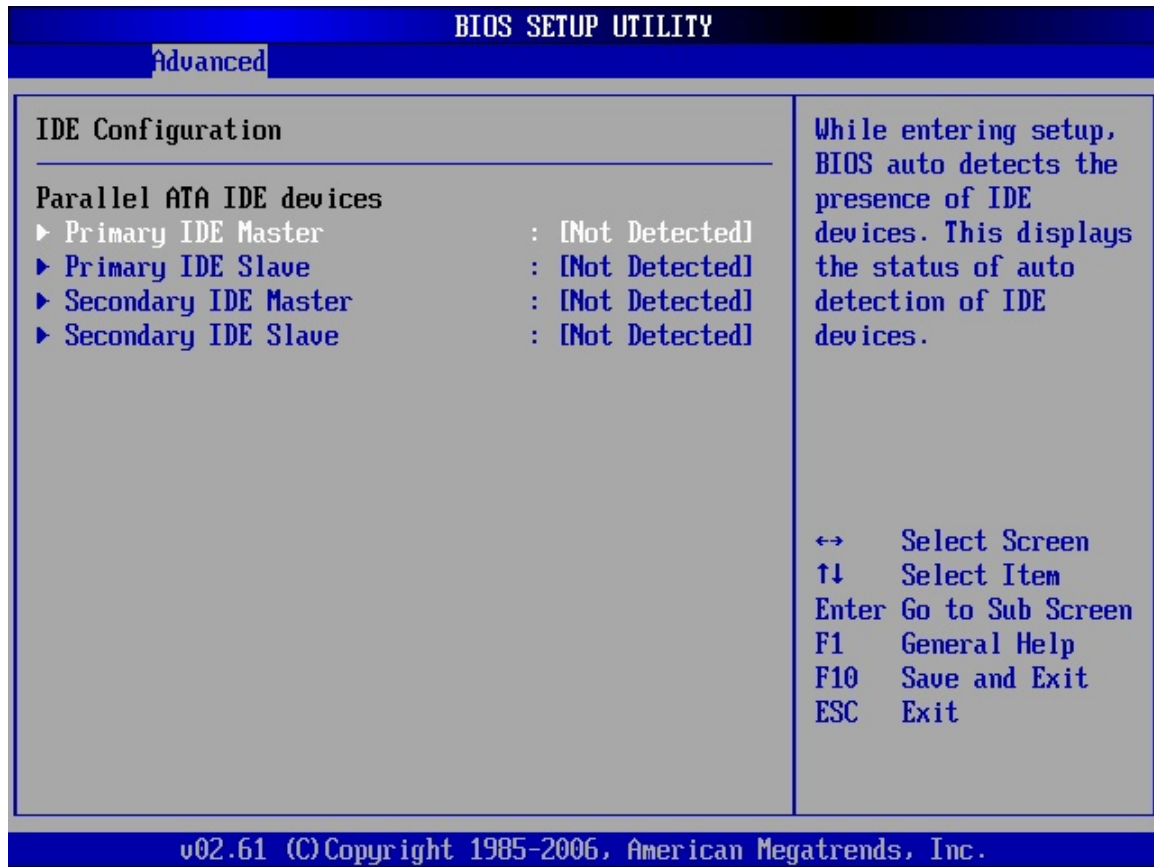 BIOS SETUP UTILITY
Advanced
IDE Configuration
Parallel ATA IDE devices
Primary IDE Master : [Not Detected]
Primary IDE Slave : [Not Detected]
Secondary IDE Master : [Not Detected]
Secondary IDE Slave : [Not Detected]
While entering setup,
BIOS auto detects the
presence of IDE
devices. This displays
the status of auto
detection of IDE
devices.
←→ Select Screen
↑↓ Select Item
Enter Go to Sub Screen
F1 General Help
F10 Save and Exit
ESC Exit
v02.61 (C)Copyright 1985-2006, American Megatrends, Inc.